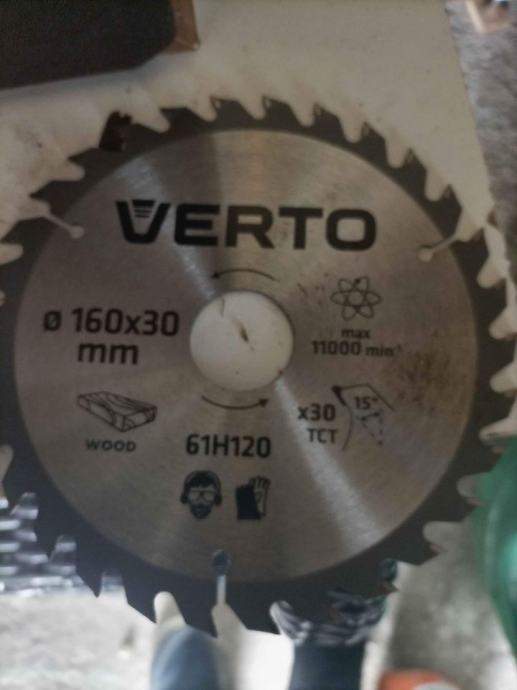 VERTO
ø 160x30
mm
max
11000 min⁻¹
WOOD
61H120
x30
TCT
15°